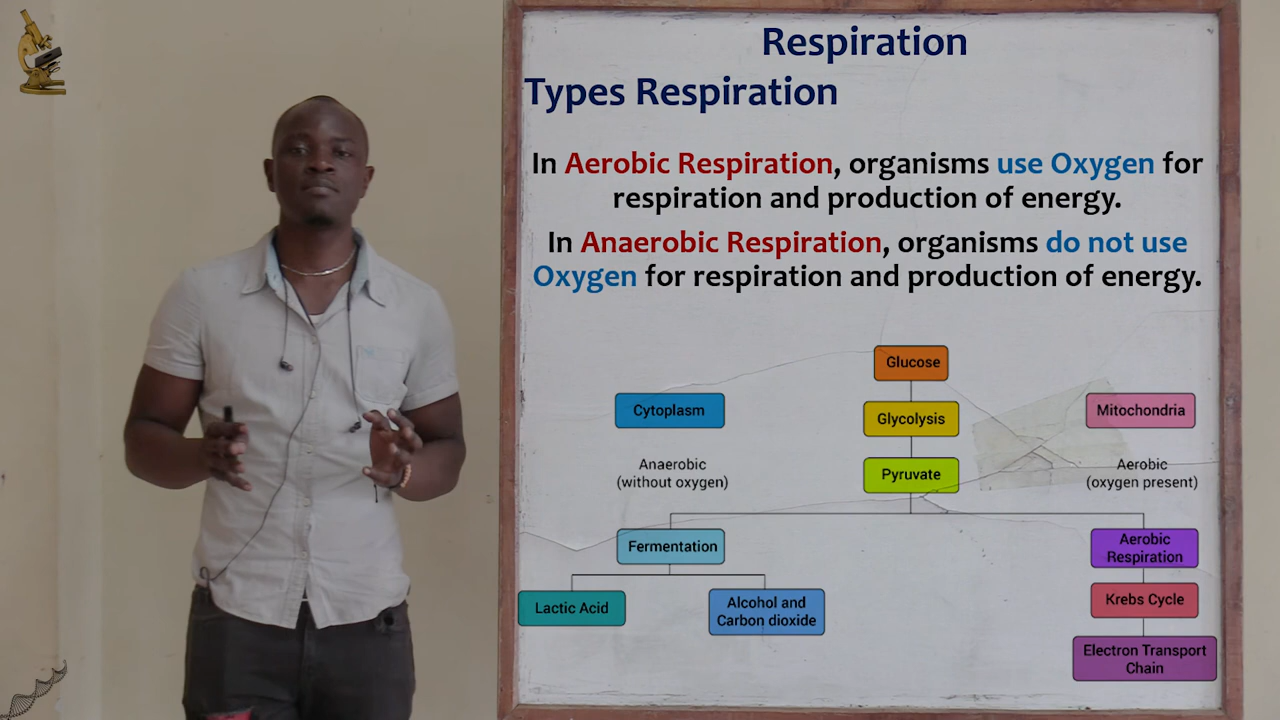 Respiration
Types Respiration
In Aerobic Respiration, organisms use Oxygen for
respiration and production of energy.
In Anaerobic Respiration, organisms do not use
Oxygen for respiration and production of energy.
Glucose
Cytoplasm
Glycolysis
Mitochondria
Anaerobic
(without oxygen)
Pyruvate
Aerobic
(oxygen present)
Fermentation
Aerobic
Respiration
Lactic Acid
Alcohol and
Carbon dioxide
Krebs Cycle
Electron Transport
Chain